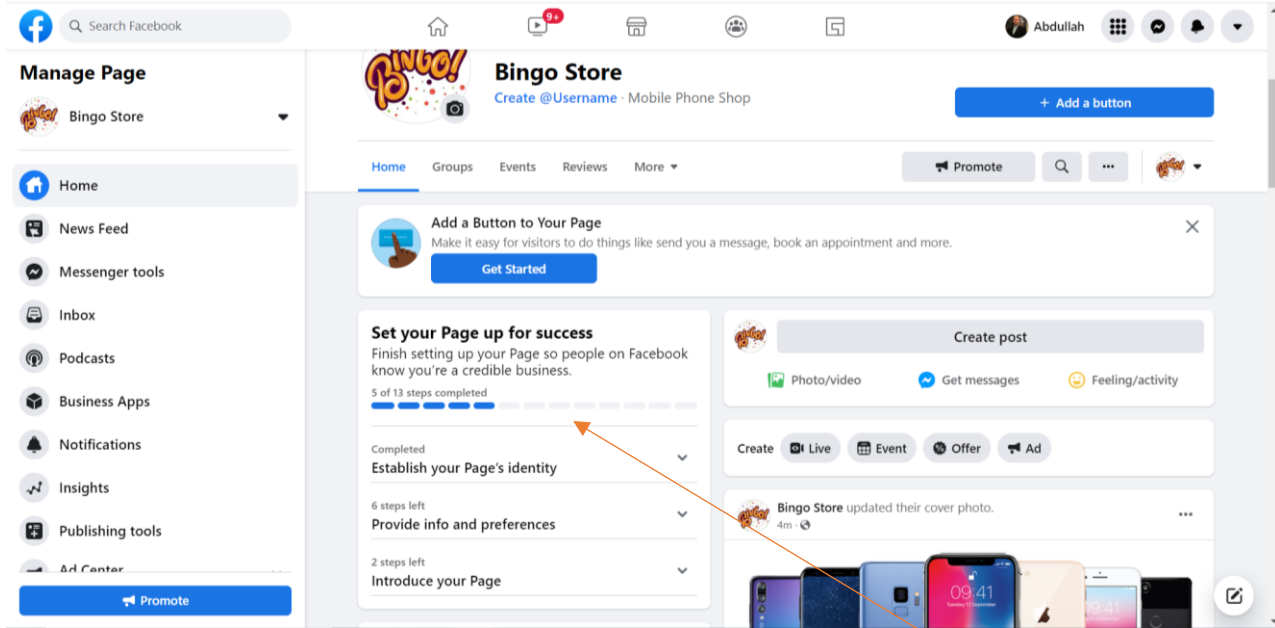 Search Facebook
9+
Abdullah
Manage Page
Bingo Store
Home
News Feed
Messenger tools
Inbox
Podcasts
Business Apps
Notifications
Insights
Publishing tools
Ad Center
Promote
BINGO!
Bingo Store
Create @Username · Mobile Phone Shop
+ Add a button
Home Groups Events Reviews More
Promote
Add a Button to Your Page
Make it easy for visitors to do things like send you a message, book an appointment and more.
Get Started
Set your Page up for success
Finish setting up your Page so people on Facebook
know you're a credible business.
5 of 13 steps completed
Completed
Establish your Page's identity
6 steps left
Provide info and preferences
2 steps left
Introduce your Page
Create post
Photo/video Get messages Feeling/activity
Create Live Event Offer Ad
Bingo Store updated their cover photo.
4m ·
09:41